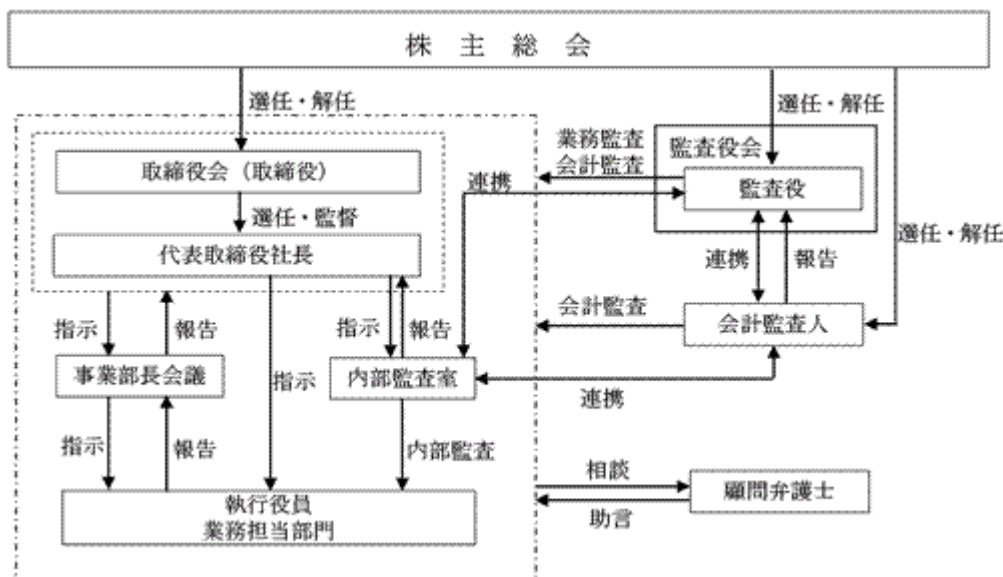 株主総会
選任・解任
選任・解任
業務監査
会計監査
監査役会
取締役会（取締役）
連携
監査役
選任・監督
選任・解任
代表取締役社長
連携
報告
指示
報告
指示
報告
会計監査
会計監査人
事業部長会議
指示
内部監査室
連携
指示
報告
内部監査
相談
顧問弁護士
助言
執行役員
業務担当部門